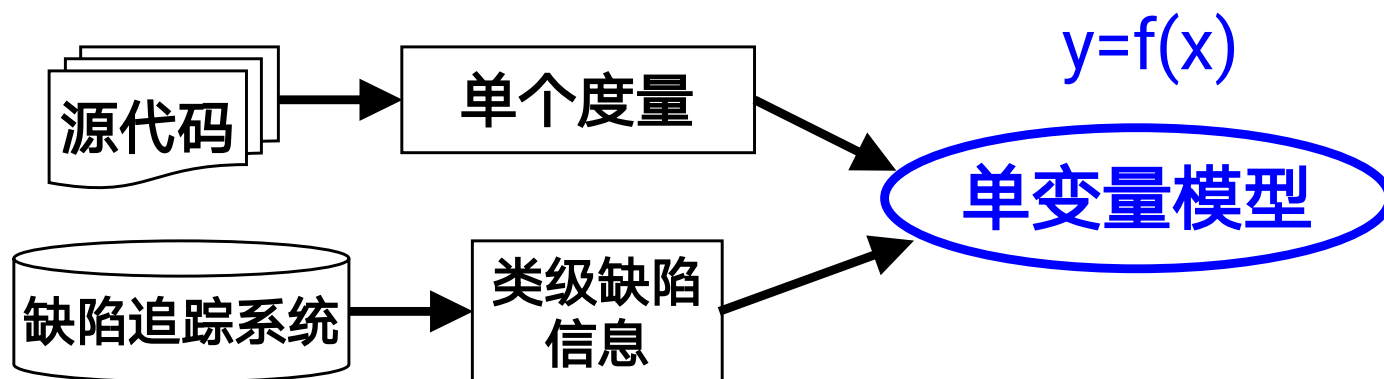 y=f(x)
源代码
单个度量
单变量模型
缺陷追踪系统
类级缺陷
信息